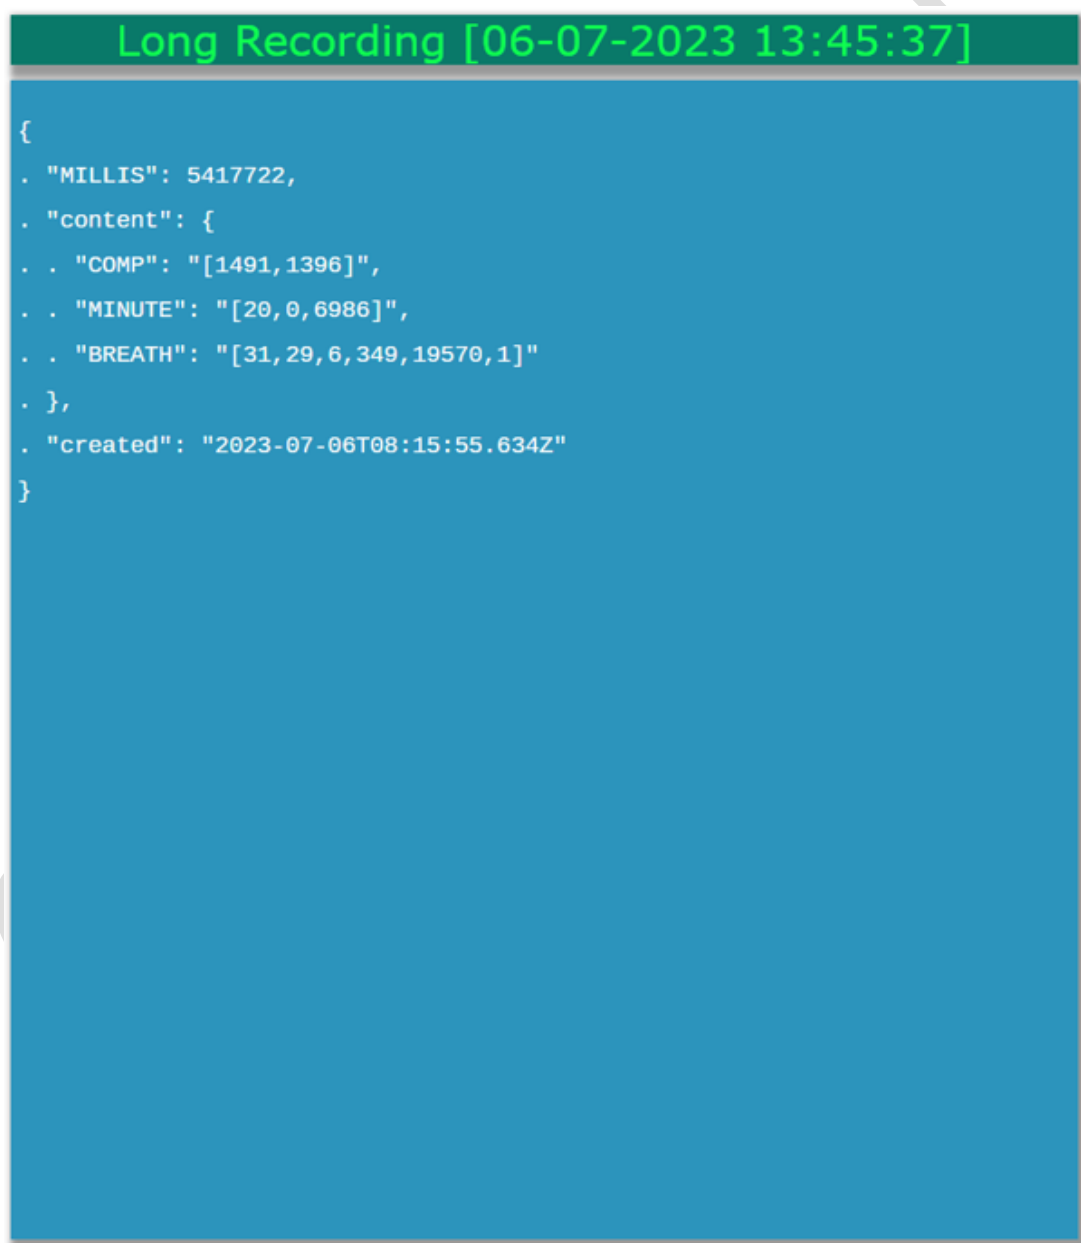 Long Recording [06-07-2023 13:45:37]
{
. "MILLIS": 5417722,
. "content": {
. . "COMP": "[1491,1396]",
. . "MINUTE": "[20,0,6986]",
. . "BREATH": "[31,29,6,349,19570,1]"
. },
. "created": "2023-07-06T08:15:55.634Z"
}